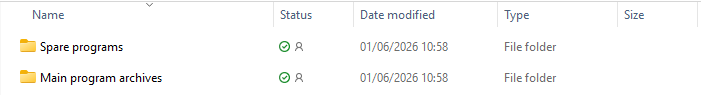 Name Status Date modified Type Size
Spare programs 01/06/2026 10:58 File folder
Main program archives 01/06/2026 10:58 File folder